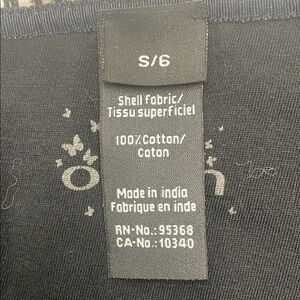 S/6
Shell fabric/
Tissu superficiel
100% Cotton/
Coton
Made in india
Fabrique en inde
RN-No.: 95368
CA-No.: 10340